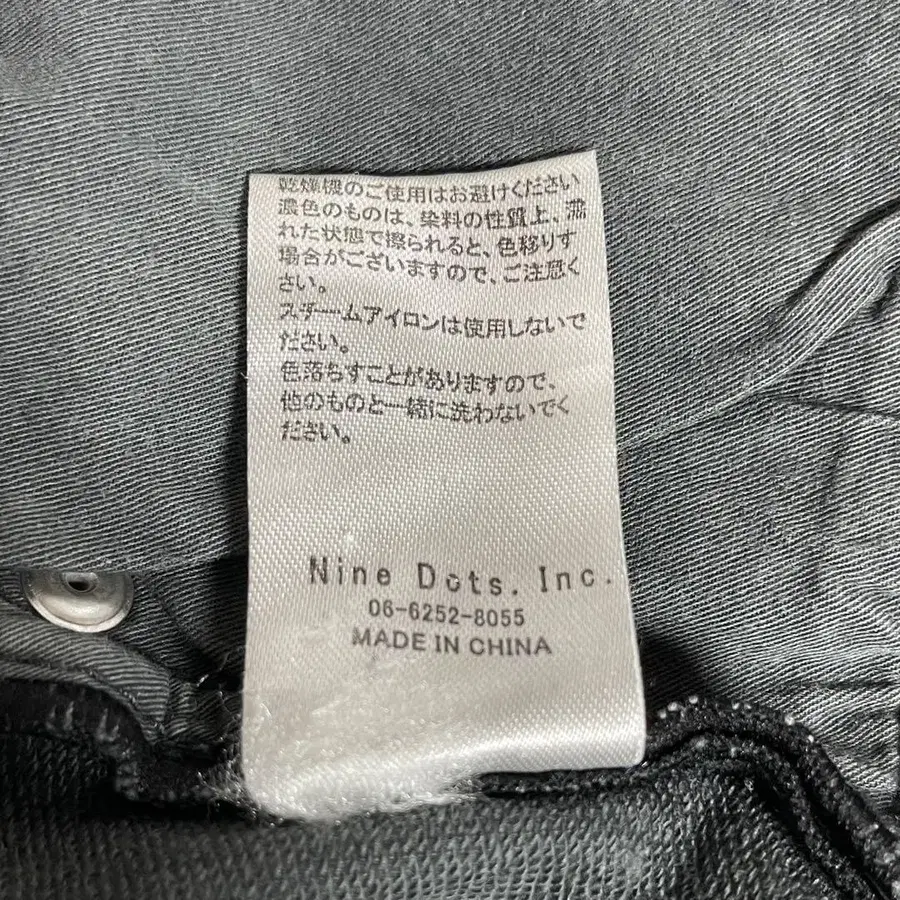 乾燥機のご使用はお避けください
濃色のものは、染料の性質上、濡
れた状態で擦られると、色移りす
る場合がございますので、ご注意く
ださい。
スチームアイロンは使用しないで
ください。
色落ちすことがありますので、
他のものと一緒に洗わないでく
ださい。
Nine Dots. Inc.
06-6252-8055
MADE IN CHINA